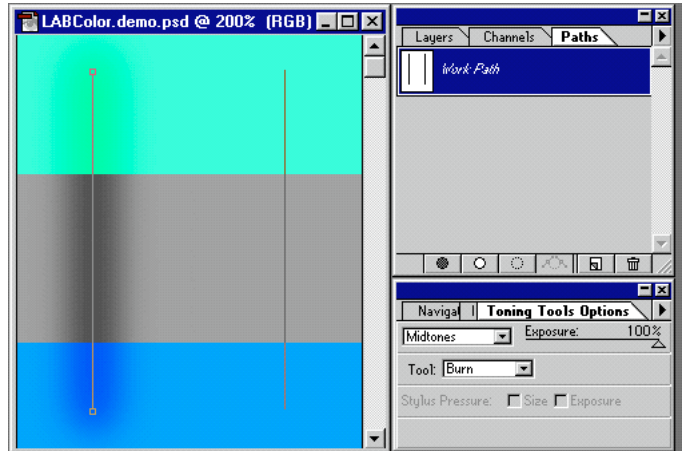 LABColor.demo.psd @ 200% (RGB)
Layers Channels Paths
Work Path
Navigat Toning Tools Options
Midtones Exposure: 100%
Tool: Burn
Stylus Pressure: Size Exposure